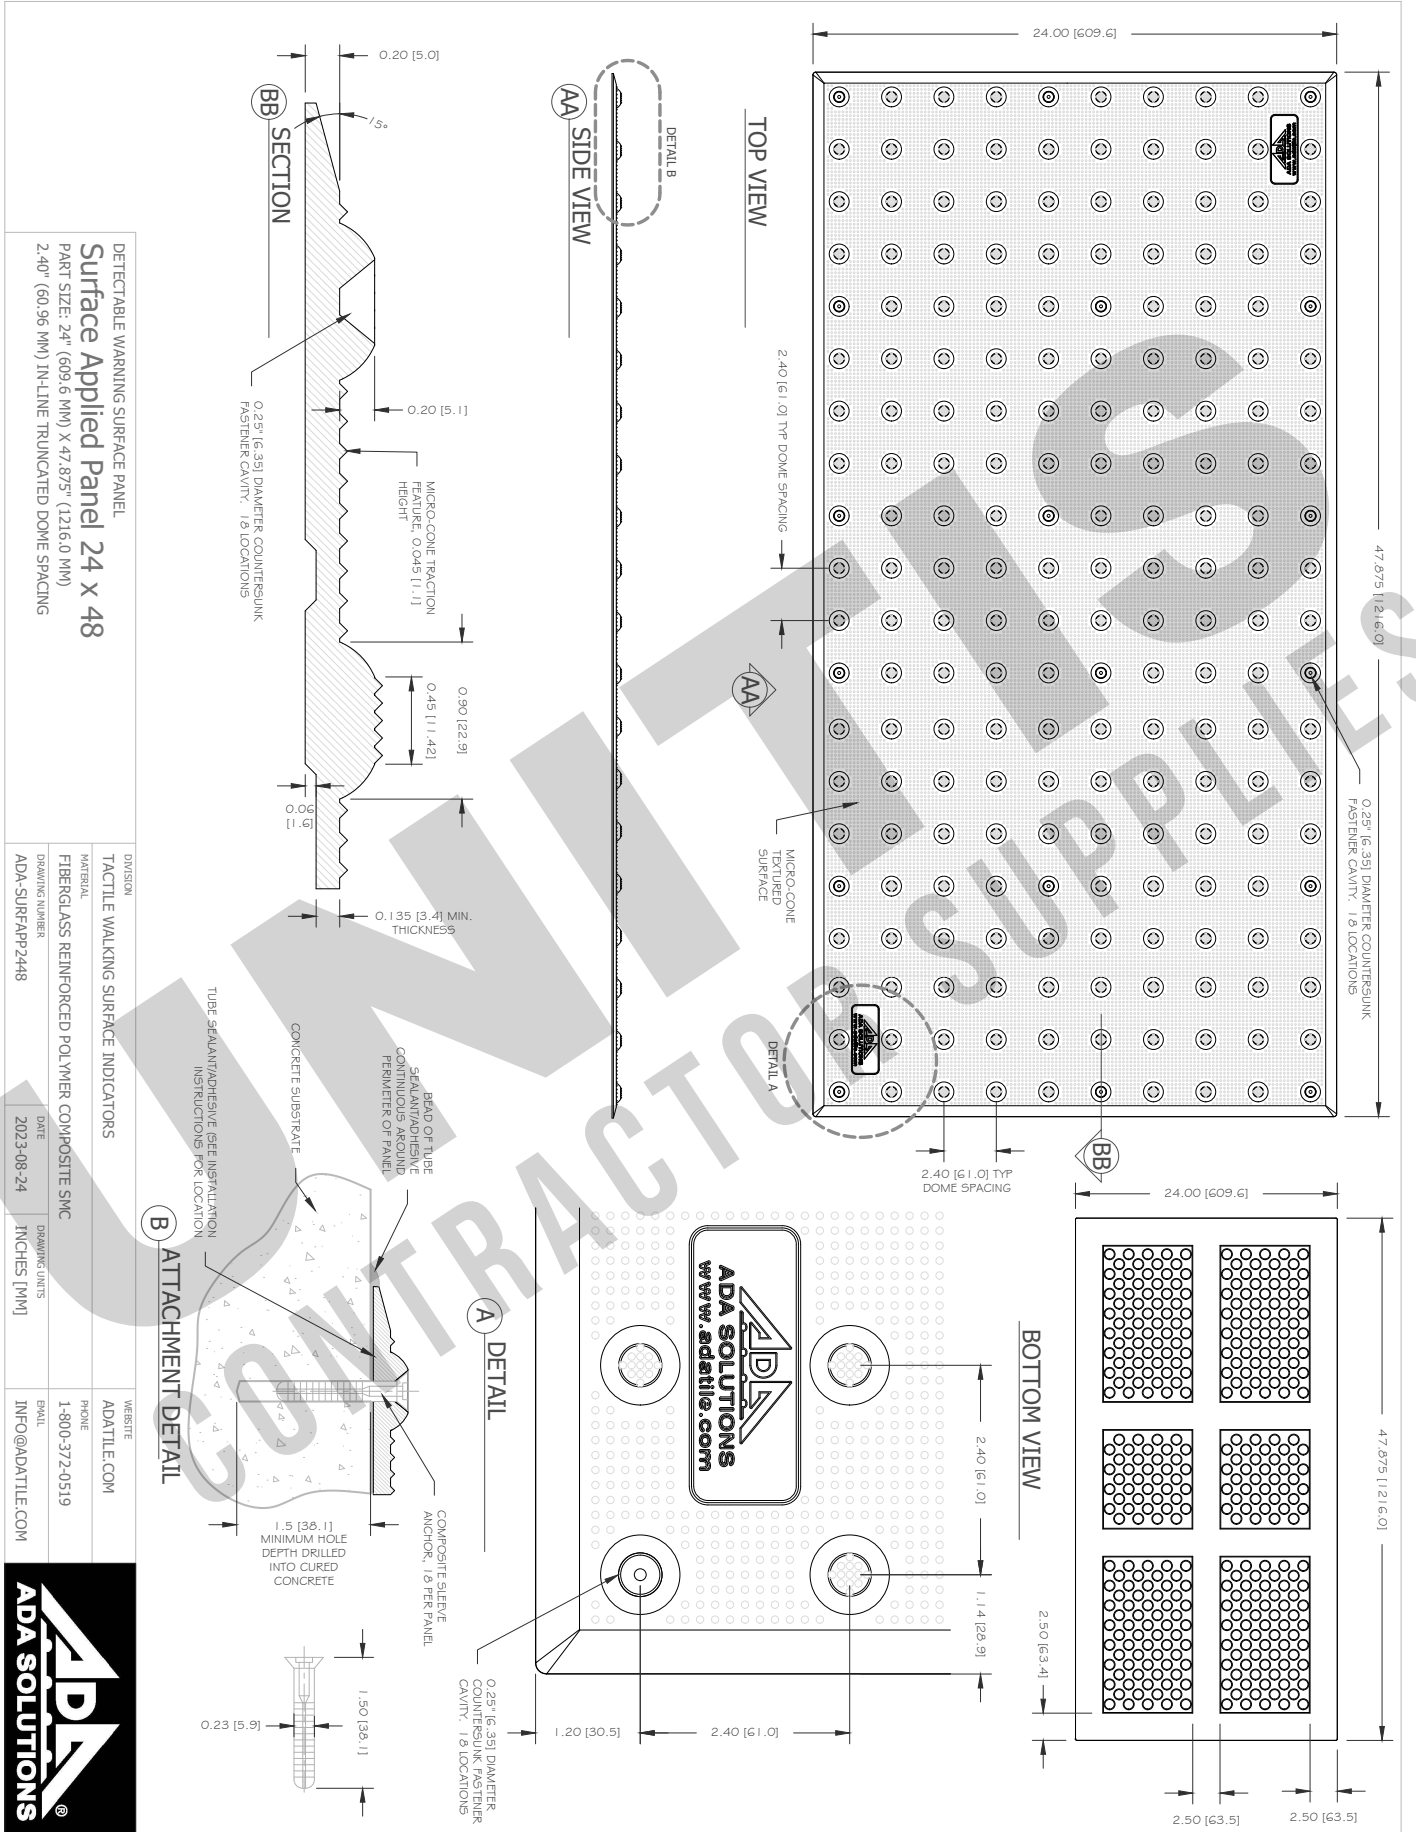 24.00 [609.6]
47.875 [1216.0]
0.25" [6.35] DIAMETER COUNTERSUNK
FASTENER CAVITY. 18 LOCATIONS
2.40 [61.0] TYP DOME SPACING
AA
MICRO-CONE
TEXTURED
SURFACE
DETAIL A
BB
2.40 [61.0] TYP
DOME SPACING
TOP VIEW
24.00 [609.6]
47.875 [1216.0]
2.50 [63.4]
2.50 [63.5]
2.50 [63.5]
BOTTOM VIEW
DETAIL B
AA SIDE VIEW
ADA
ADA SOLUTIONS
www.adatile.com
2.40 [61.0]
1.14 [28.9]
1.20 [30.5]
2.40 [61.0]
0.25" [6.35] DIAMETER
COUNTERSUNK FASTENER
CAVITY. 18 LOCATIONS
A DETAIL
0.20 [5.0]
15°
0.20 [5.1]
MICRO-CONE TRACTION
FEATURE, 0.045 [1.1]
HEIGHT
0.90 [22.9]
0.45 [11.42]
0.06
[1.6]
0.135 [3.4] MIN.
THICKNESS
0.25" [6.35] DIAMETER COUNTERSUNK
FASTENER CAVITY. 18 LOCATIONS
BB SECTION
BEAD OF TUBE
SEALANT/ADHESIVE
CONTINUOUS AROUND
PERIMETER OF PANEL
CONCRETE SUBSTRATE
TUBE SEALANT/ADHESIVE (SEE INSTALLATION
INSTRUCTIONS FOR LOCATION
COMPOSITE SLEEVE
ANCHOR, 18 PER PANEL
1.5 [38.1]
MINIMUM HOLE
DEPTH DRILLED
INTO CURED
CONCRETE
1.50 [38.1]
0.23 [5.9]
B ATTACHMENT DETAIL
DETECTABLE WARNING SURFACE PANEL
Surface Applied Panel 24 x 48
PART SIZE: 24" (609.6 MM) X 47.875" (1216.0 MM)
2.40" (60.96 MM) IN-LINE TRUNCATED DOME SPACING
DIVISION
TACTILE WALKING SURFACE INDICATORS
MATERIAL
FIBERGLASS REINFORCED POLYMER COMPOSITE SMC
DRAWING NUMBER
ADA-SURFAPP2448
DATE
2023-08-24
DRAWING UNITS
INCHES [MM]
WEBSITE
ADATILE.COM
PHONE
1-800-372-0519
EMAIL
INFO@ADATILE.COM
ADA®
ADA SOLUTIONS
UNITIS
CONTRACTOR SUPPLIES